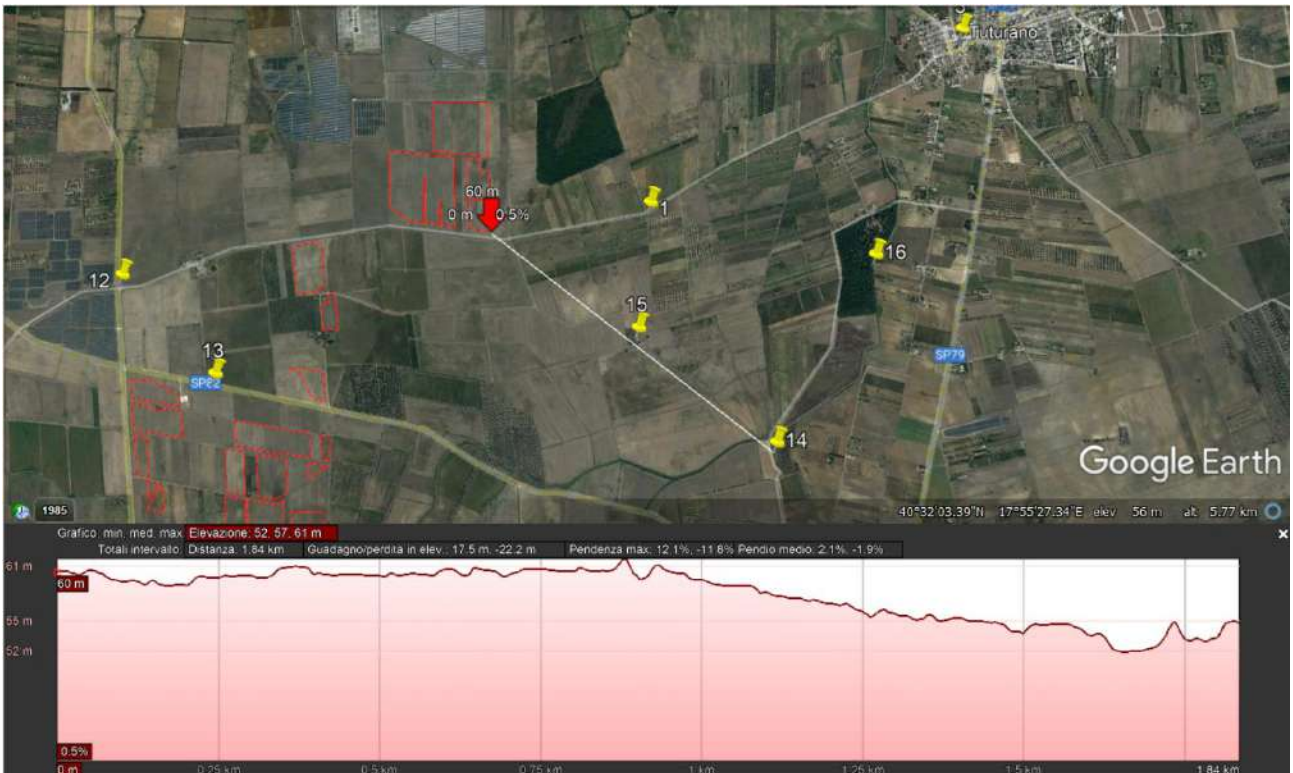 Tuturano
60 m
0 m 0.5%
1
12
16
15
13
SP82
SP79
14
Google Earth
1985
40°32'03.39"N 17°55'27.34"E elev 56 m alt 5.77 km
Grafico: min, med, max Elevazione: 52, 57, 61 m
Totali intervallo: Distanza: 1.84 km Guadagno/perdita in elev.: 17.5 m, -22.2 m Pendenza max: 12.1%, -11.8% Pendio medio: 2.1%, -1.9%
61 m
60 m
55 m
52 m
0.5%
0 m 0.25 km 0.5 km 0.75 km 1 km 1.25 km 1.5 km 1.84 km